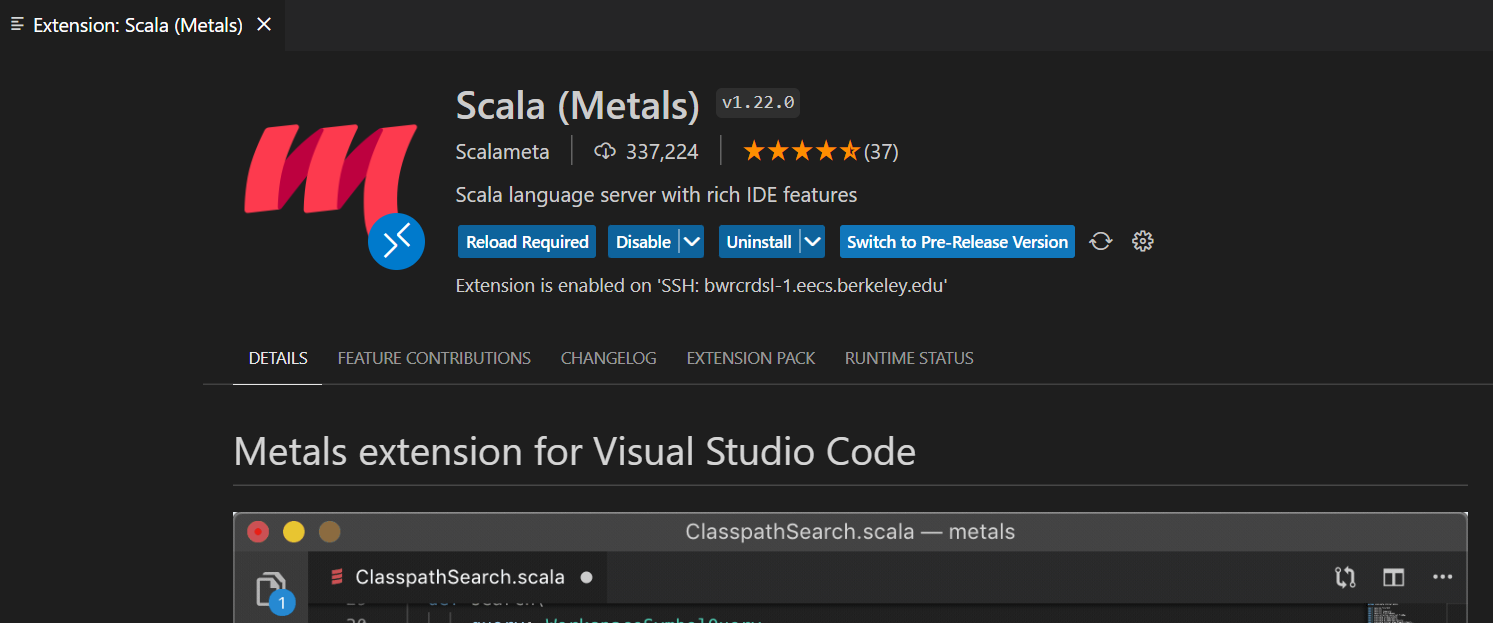 Extension: Scala (Metals)
Scala (Metals) v1.22.0
Scalameta 337,224 (37)
Scala language server with rich IDE features
Reload Required Disable Uninstall Switch to Pre-Release Version
Extension is enabled on 'SSH: bwrcrdsl-1.eecs.berkeley.edu'
DETAILS FEATURE CONTRIBUTIONS CHANGELOG EXTENSION PACK RUNTIME STATUS
Metals extension for Visual Studio Code
ClasspathSearch.scala — metals
ClasspathSearch.scala
1